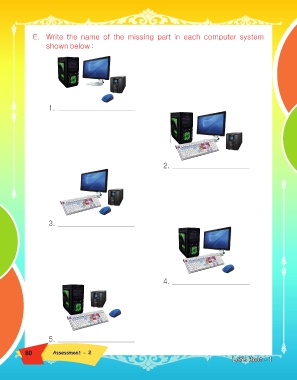 E. Write the name of the missing part in each computer system
shown below :
1.
2.
3.
4.
5.
20 Assessment - 2